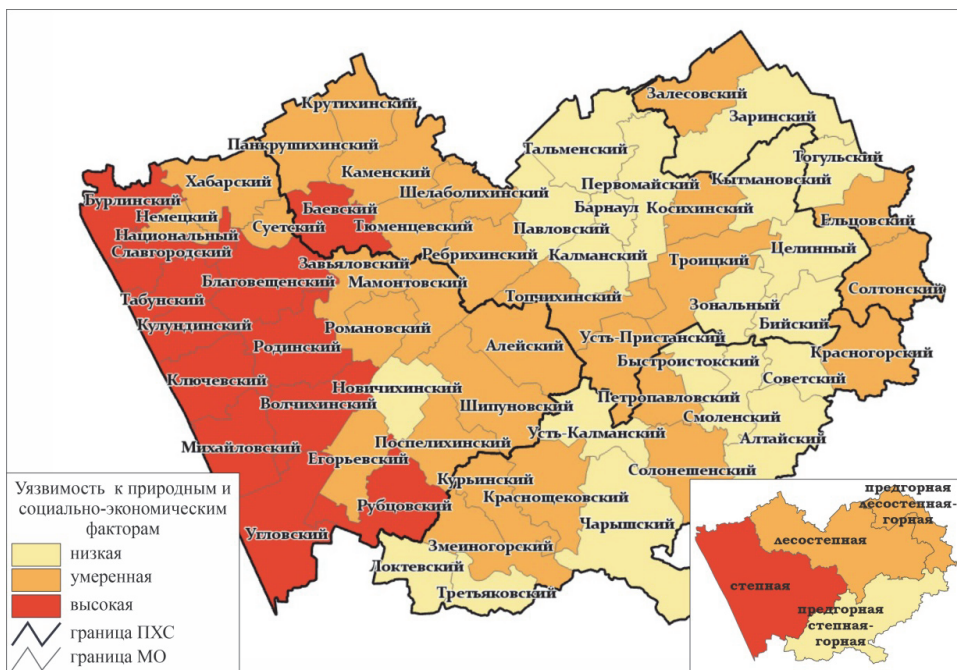 Крутихинский
Залесовский
Заринский
Панкрушихинский
Тальменский
Тогульский
Хабарский
Каменский
Кытмановский
Бурлинский
Шелаболихинский
Первомайский
Немецкий
Национальный
Баевский
Барнаул
Косихинский
Ельцовский
Суетский
Тюменцевский
Павловский
Славгородский
Целинный
Завьяловский
Ребрихинский
Калманский
Троицкий
Благовещенский
Мамонтовский
Солтонский
Табунский
Топчихинский
Зональный
Кулундинский
Романовский
Бийский
Усть-Пристанский
Родинский
Алейский
Красногорский
Быстроистокский
Ключевский
Новичихинский
Советский
Волчихинский
Петропавловский
Шипуновский
Смоленский
Усть-Калманский
Алтайский
Михайловский
Поспелихинский
Егорьевский
Солонешенский
Курьинский
Краснощековский
Рубцовский
Чарышский
Угловский
Змеиногорский
Локтевский
Третьяковский
Уязвимость к природным и
социально-экономическим
факторам
низкая
умеренная
высокая
граница ПХС
граница МО
предгорная
лесостепная-
горная
лесостепная
степная
предгорная
степная-
горная